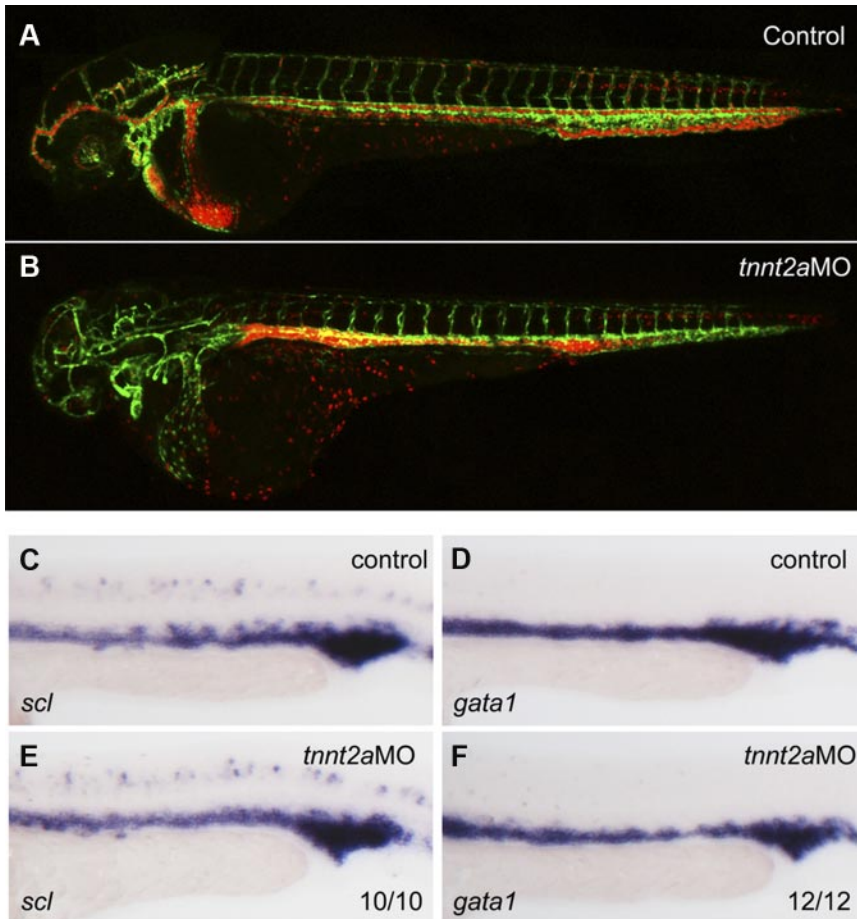 A
Control
B
tnnt2aMO
C
control
scl
D
control
gata1
E
tnnt2aMO
scl
10/10
F
tnnt2aMO
gata1
12/12